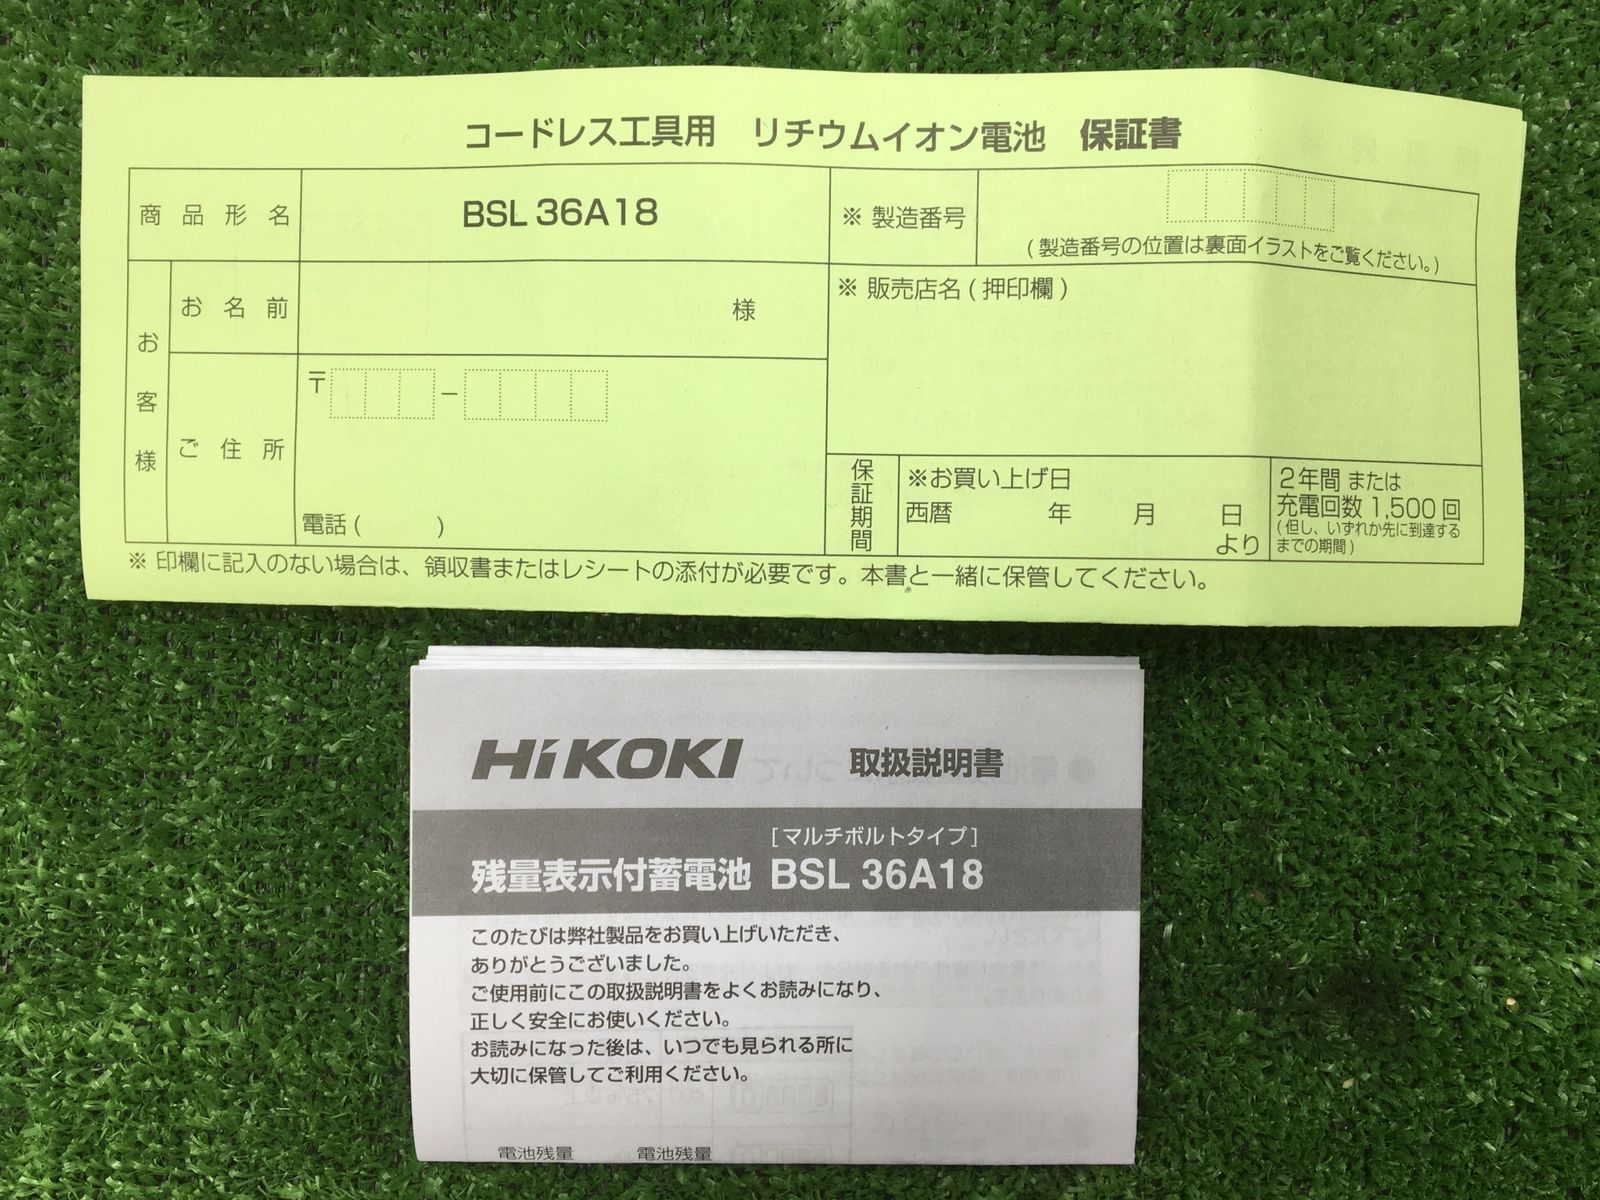 コードレス工具用 リチウムイオン電池 保証書
商品形名 BSL 36A18 ※ 製造番号
(製造番号の位置は裏面イラストをご覧ください。)
お客様
お名前 様
ご住所 〒 －
電話( )
※ 販売店名(押印欄)
保証期間
※お買い上げ日
西暦 年 月 日
より
2年間 または
充電回数 1,500 回
(但し、いずれか先に到達する
までの期間)
※ 印欄に記入のない場合は、領収書またはレシートの添付が必要です。本書と一緒に保管してください。
HiKOKI 取扱説明書
[マルチボルトタイプ]
残量表示付蓄電池 BSL 36A18
このたびは弊社製品をお買い上げいただき、
ありがとうございました。
ご使用前にこの取扱説明書をよくお読みになり、
正しく安全にお使いください。
お読みになった後は、いつでも見られる所に
大切に保管してご利用ください。
電池残量 電池残量